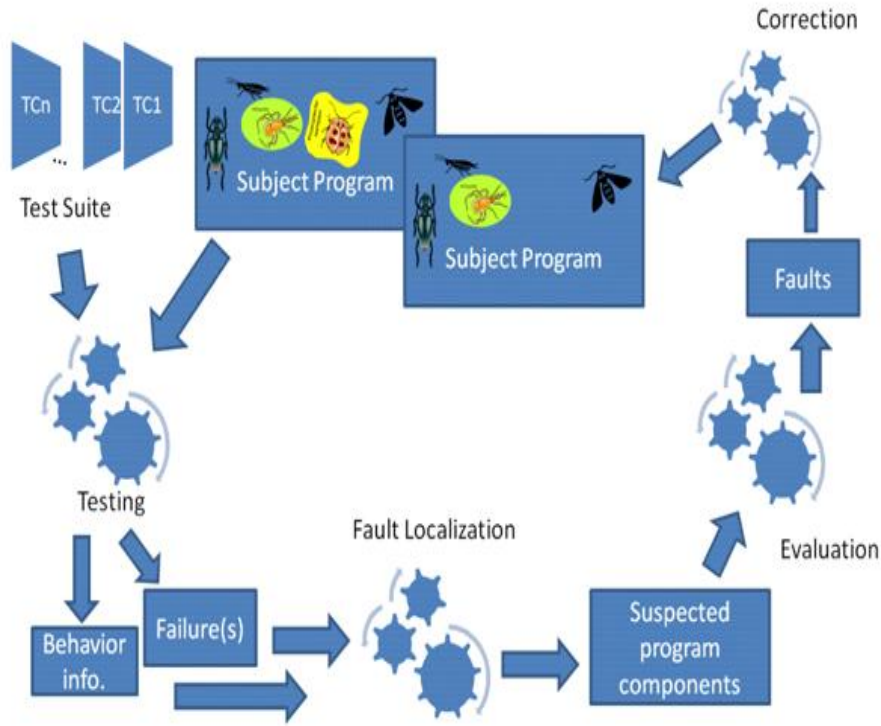 Correction
TCn
TC2
TC1
...
Test Suite
Subject Program
Subject Program
Faults
Testing
Fault Localization
Evaluation
Behavior
info.
Failure(s)
Suspected
program
components